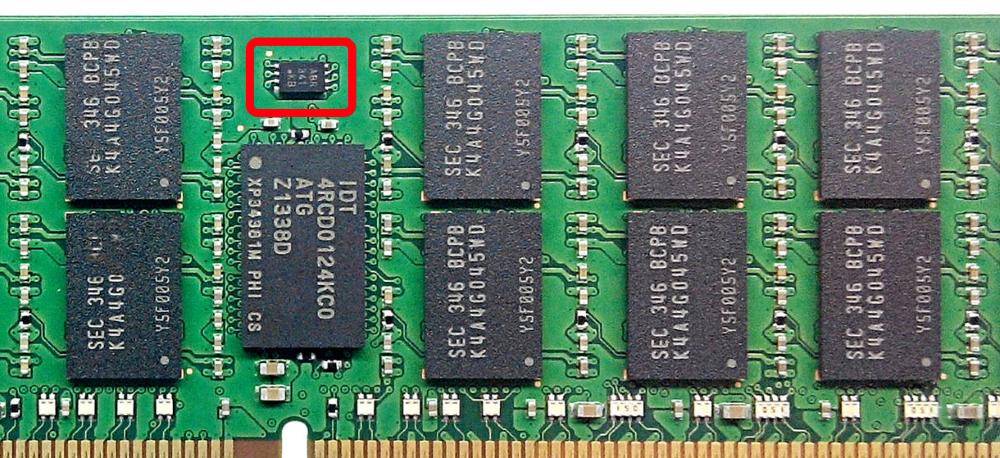 SEC 346 BCPB
K4A4G045WD
YSF005Y2
IDT
4RCD0124KC0
ATG
Z1338D
XP34981M PHI CS
SEC 346 BCPB
K4A4G045WD
YSF005Y2
SEC 346 BCPB
K4A4G045WD
YSF005Y2
SEC 346 BCPB
K4A4G045WD
YSF005Y2
SEC 346
K4A4G0
YSF005Y2
SEC 346 BCPB
K4A4G045WD
YSF005Y2
SEC 346 BCPB
K4A4G045WD
YSF005Y2
SEC 346 BCPB
K4A4G045WD
YSF005Y2